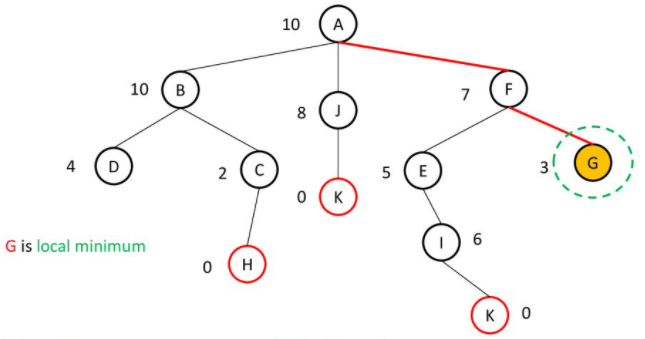 10 A
10 B
8 J
7 F
4 D
2 C
0 K
5 E
3 G
I 6
G is local minimum
0 H
K 0